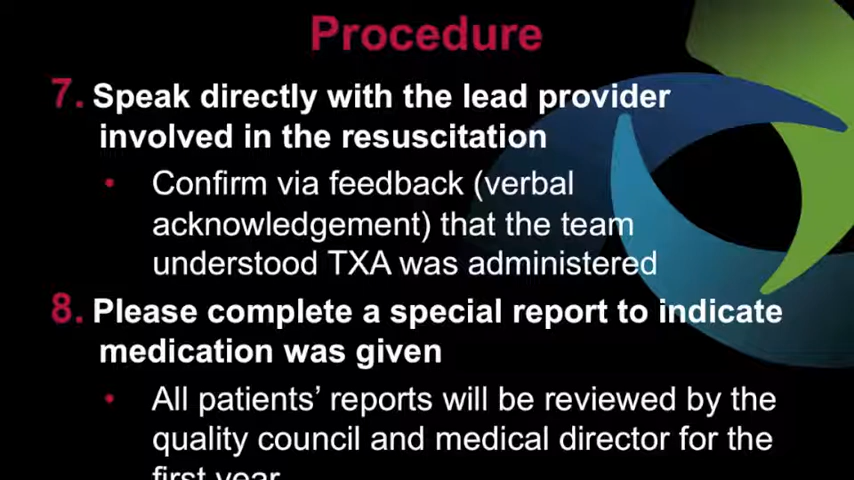 Procedure
7. Speak directly with the lead provider
involved in the resuscitation
• Confirm via feedback (verbal
acknowledgement) that the team
understood TXA was administered
8. Please complete a special report to indicate
medication was given
• All patients’ reports will be reviewed by the
quality council and medical director for the
first year